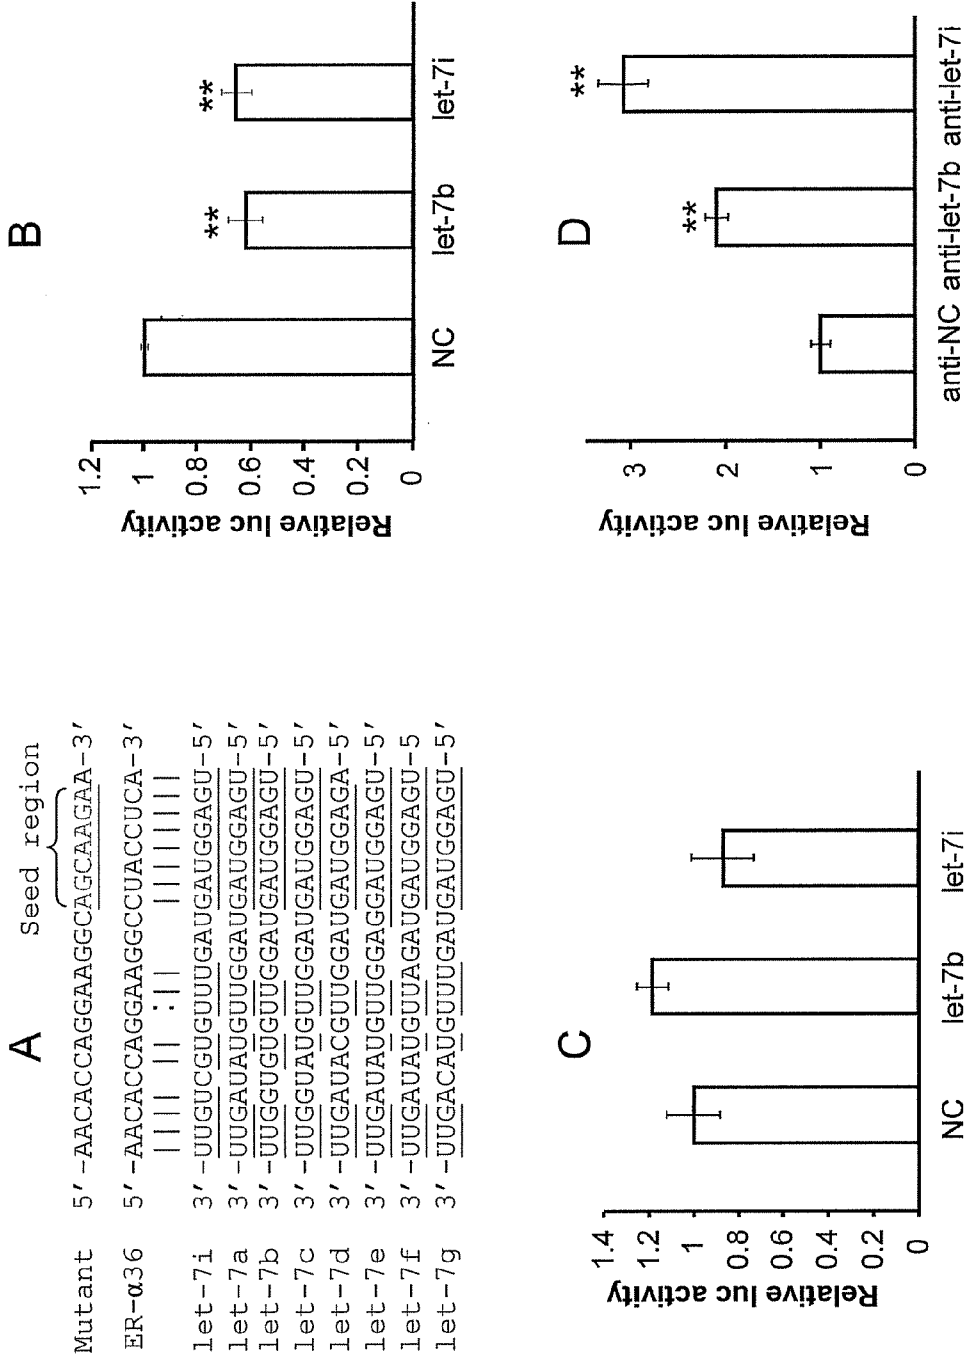 A
Seed region
Mutant 5′-AACACCAGGAAGGCAGCAAGAA-3′
ER-α36 5′-AACACCAGGAAGGCCUACCUCA-3′
||||| || :|| ||||||||
let-7i 3′-UUGUCGUGUUUGAUGAUGGAGU-5′
let-7a 3′-UUGAUAUGUUGGAUGAUGGAGU-5′
let-7b 3′-UUGGUGUGUUGGAUGAUGGAGU-5′
let-7c 3′-UUGGUAUGUUGGAUGAUGGAGU-5′
let-7d 3′-UUGAUACGUUGGAUGAUGGAGA-5′
let-7e 3′-UUGAUAUGUUGGAGGAUGGAGU-5′
let-7f 3′-UUGAUAUGUUAGAUGAUGGAGU-5
let-7g 3′-UUGACAUGUUUGAUGAUGGAGU-5′
B
Relative luc activity
1.2
1
0.8
0.6
0.4
0.2
0
**
**
NC let-7b let-7i
C
Relative luc activity
1.4
1.2
1
0.8
0.6
0.4
0.2
0
NC let-7b let-7i
D
Relative luc activity
3
2
1
0
**
**
anti-NC anti-let-7b anti-let-7i